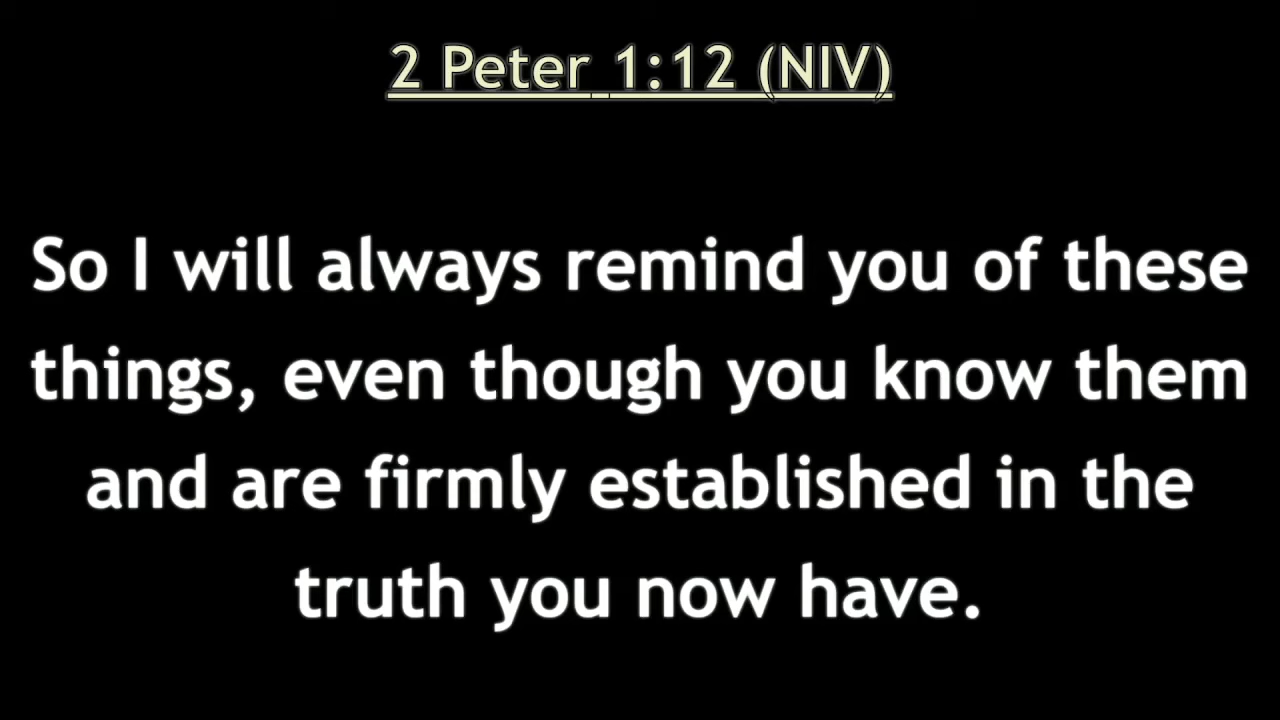 2 Peter 1:12 (NIV)
So I will always remind you of these
things, even though you know them
and are firmly established in the
truth you now have.